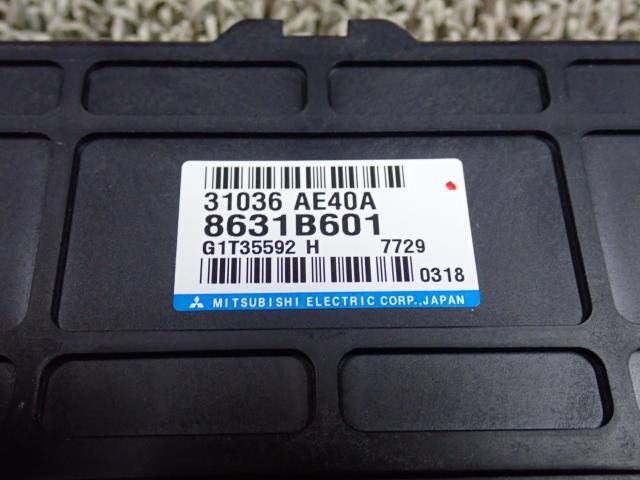 31036 AE40A
8631B601
G1T35592 H 7729
0318
MITSUBISHI ELECTRIC CORP.,JAPAN